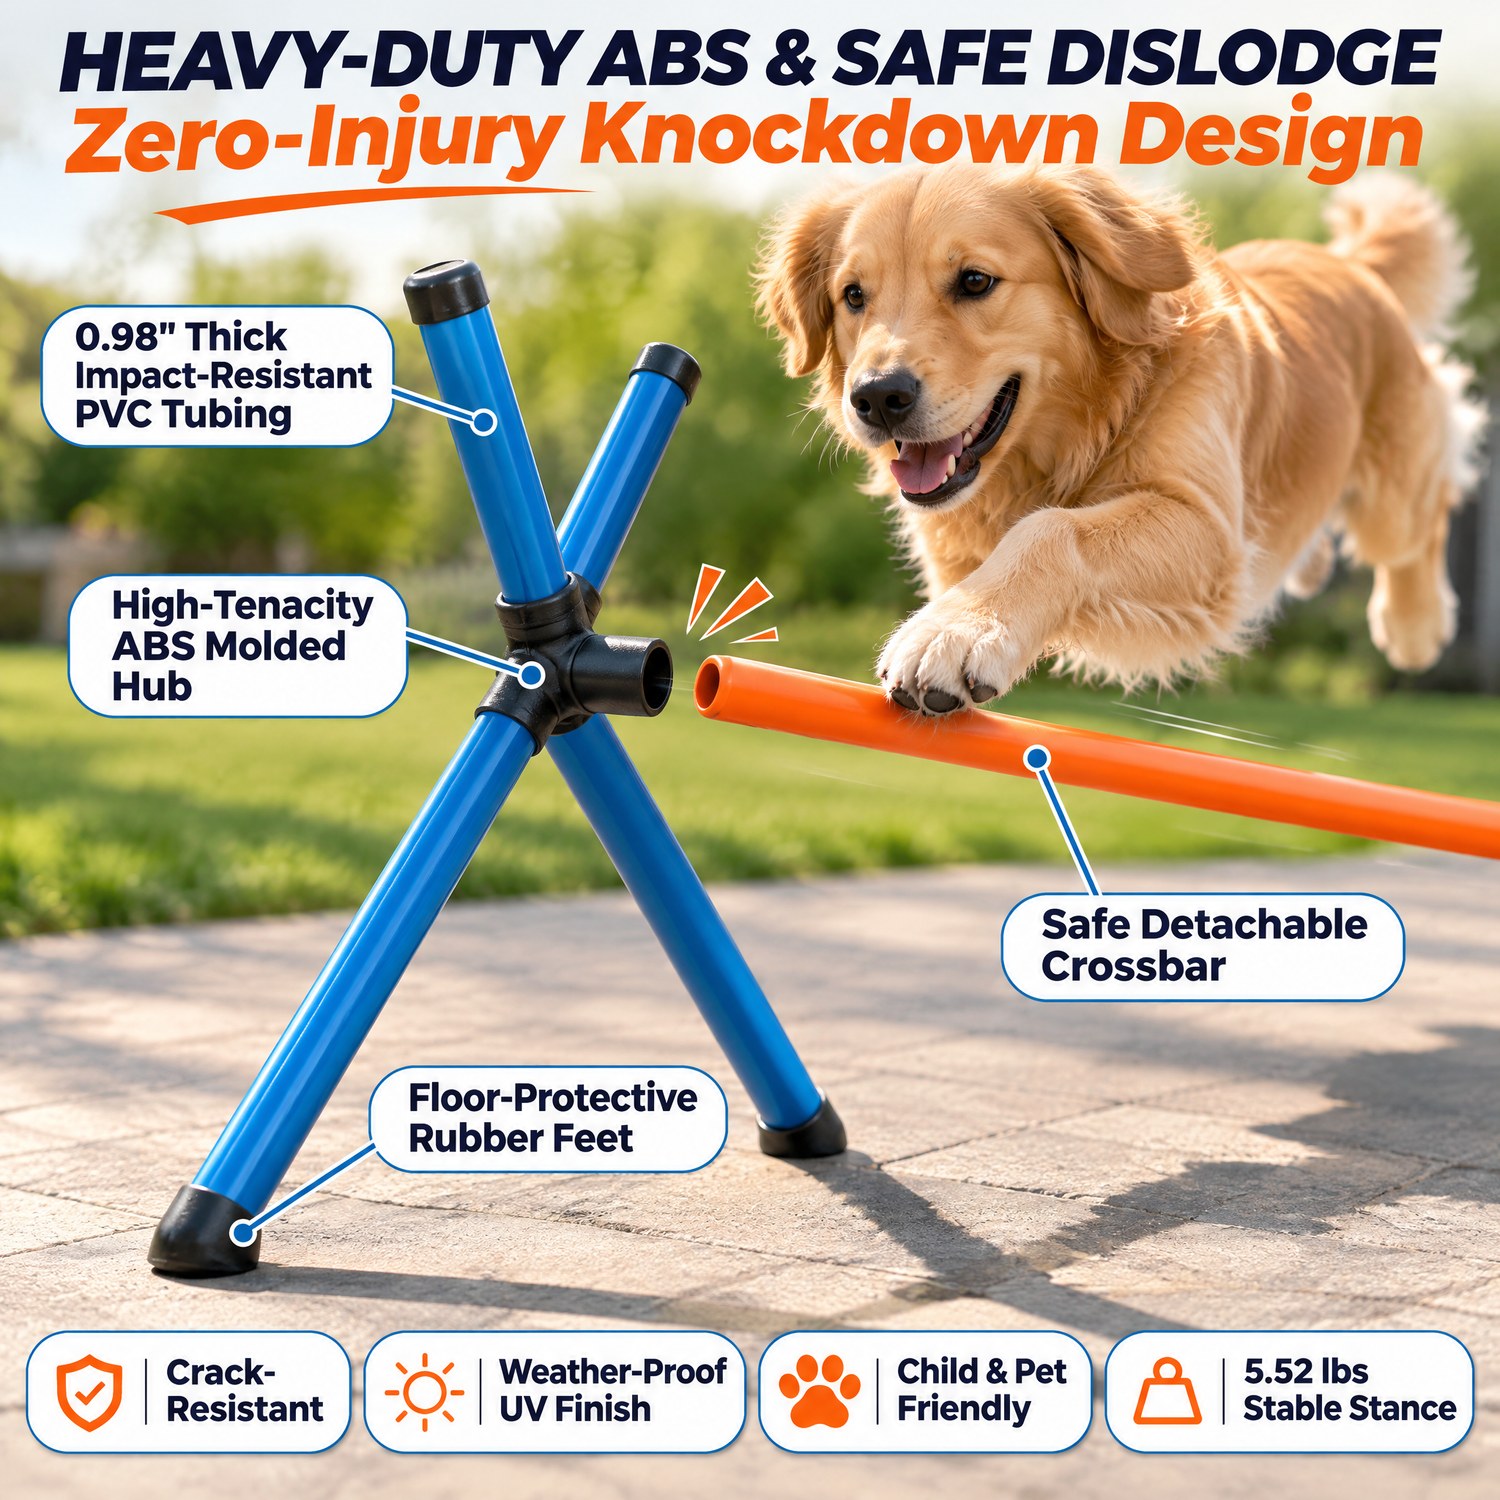 HEAVY-DUTY ABS & SAFE DISLODGE
Zero-Injury Knockdown Design
0.98" Thick
Impact-Resistant
PVC Tubing
High-Tenacity
ABS Molded
Hub
Safe Detachable
Crossbar
Floor-Protective
Rubber Feet
Crack-
Resistant
Weather-Proof
UV Finish
Child & Pet
Friendly
5.52 lbs
Stable Stance